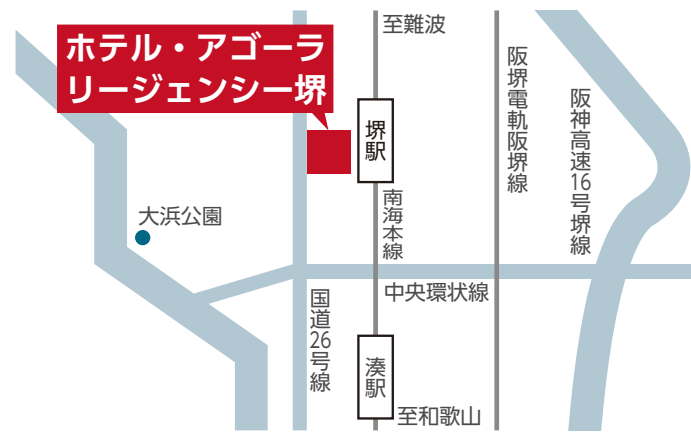 ホテル・アゴーラ
リージェンシー堺
至難波
堺駅
阪堺電軌阪堺線
阪神高速16号堺線
南海本線
大浜公園
中央環状線
国道26号線
湊駅
至和歌山